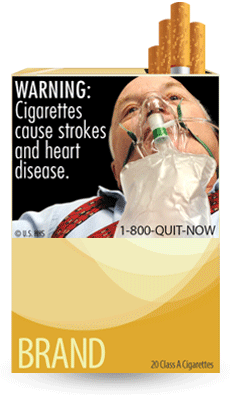 WARNING:
Cigarettes
cause strokes
and heart
disease.
© U.S. HHS
1-800-QUIT-NOW
BRAND
20 Class A Cigarettes